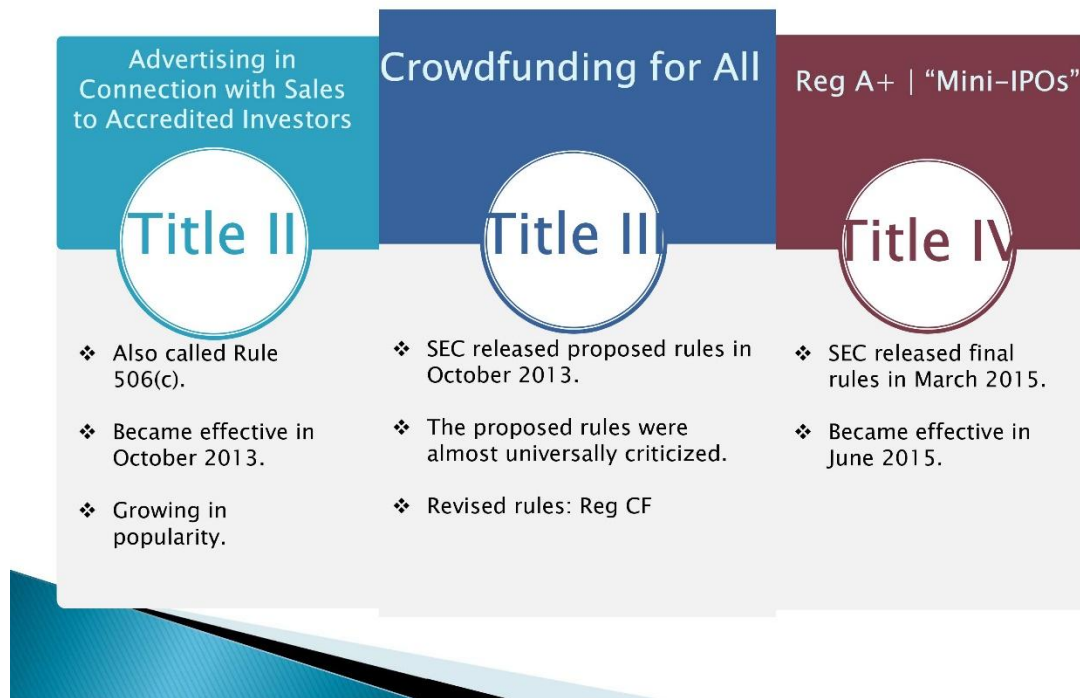 Advertising in
Connection with Sales
to Accredited Investors
Title II
❖ Also called Rule
506(c).
❖ Became effective in
October 2013.
❖ Growing in
popularity.
Crowdfunding for All
Title III
❖ SEC released proposed rules in
October 2013.
❖ The proposed rules were
almost universally criticized.
❖ Revised rules: Reg CF
Reg A+ | “Mini-IPOs”
Title IV
❖ SEC released final
rules in March 2015.
❖ Became effective in
June 2015.